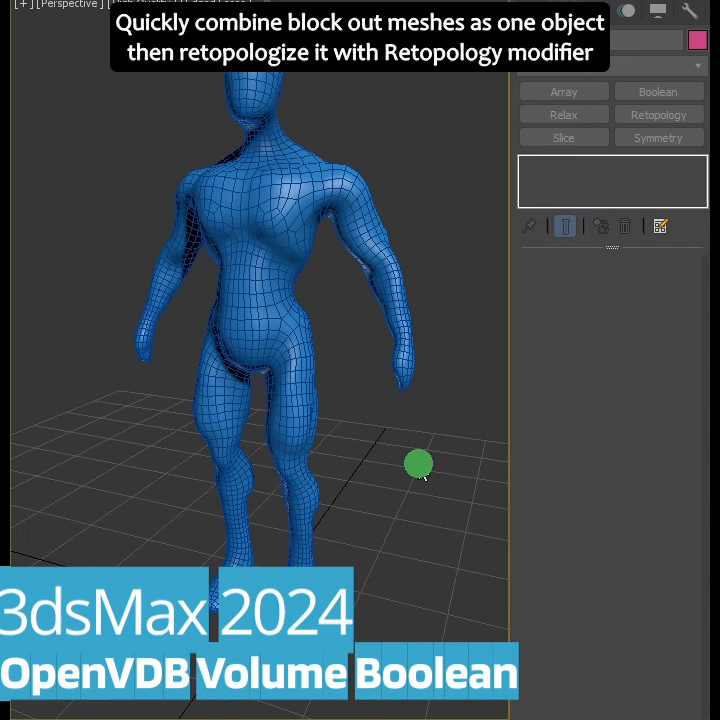 Quickly combine block out meshes as one object
then retopologize it with Retopology modifier
[+] [Perspective]
Array
Boolean
Relax
Retopology
Slice
Symmetry
3dsMax 2024
OpenVDB Volume Boolean